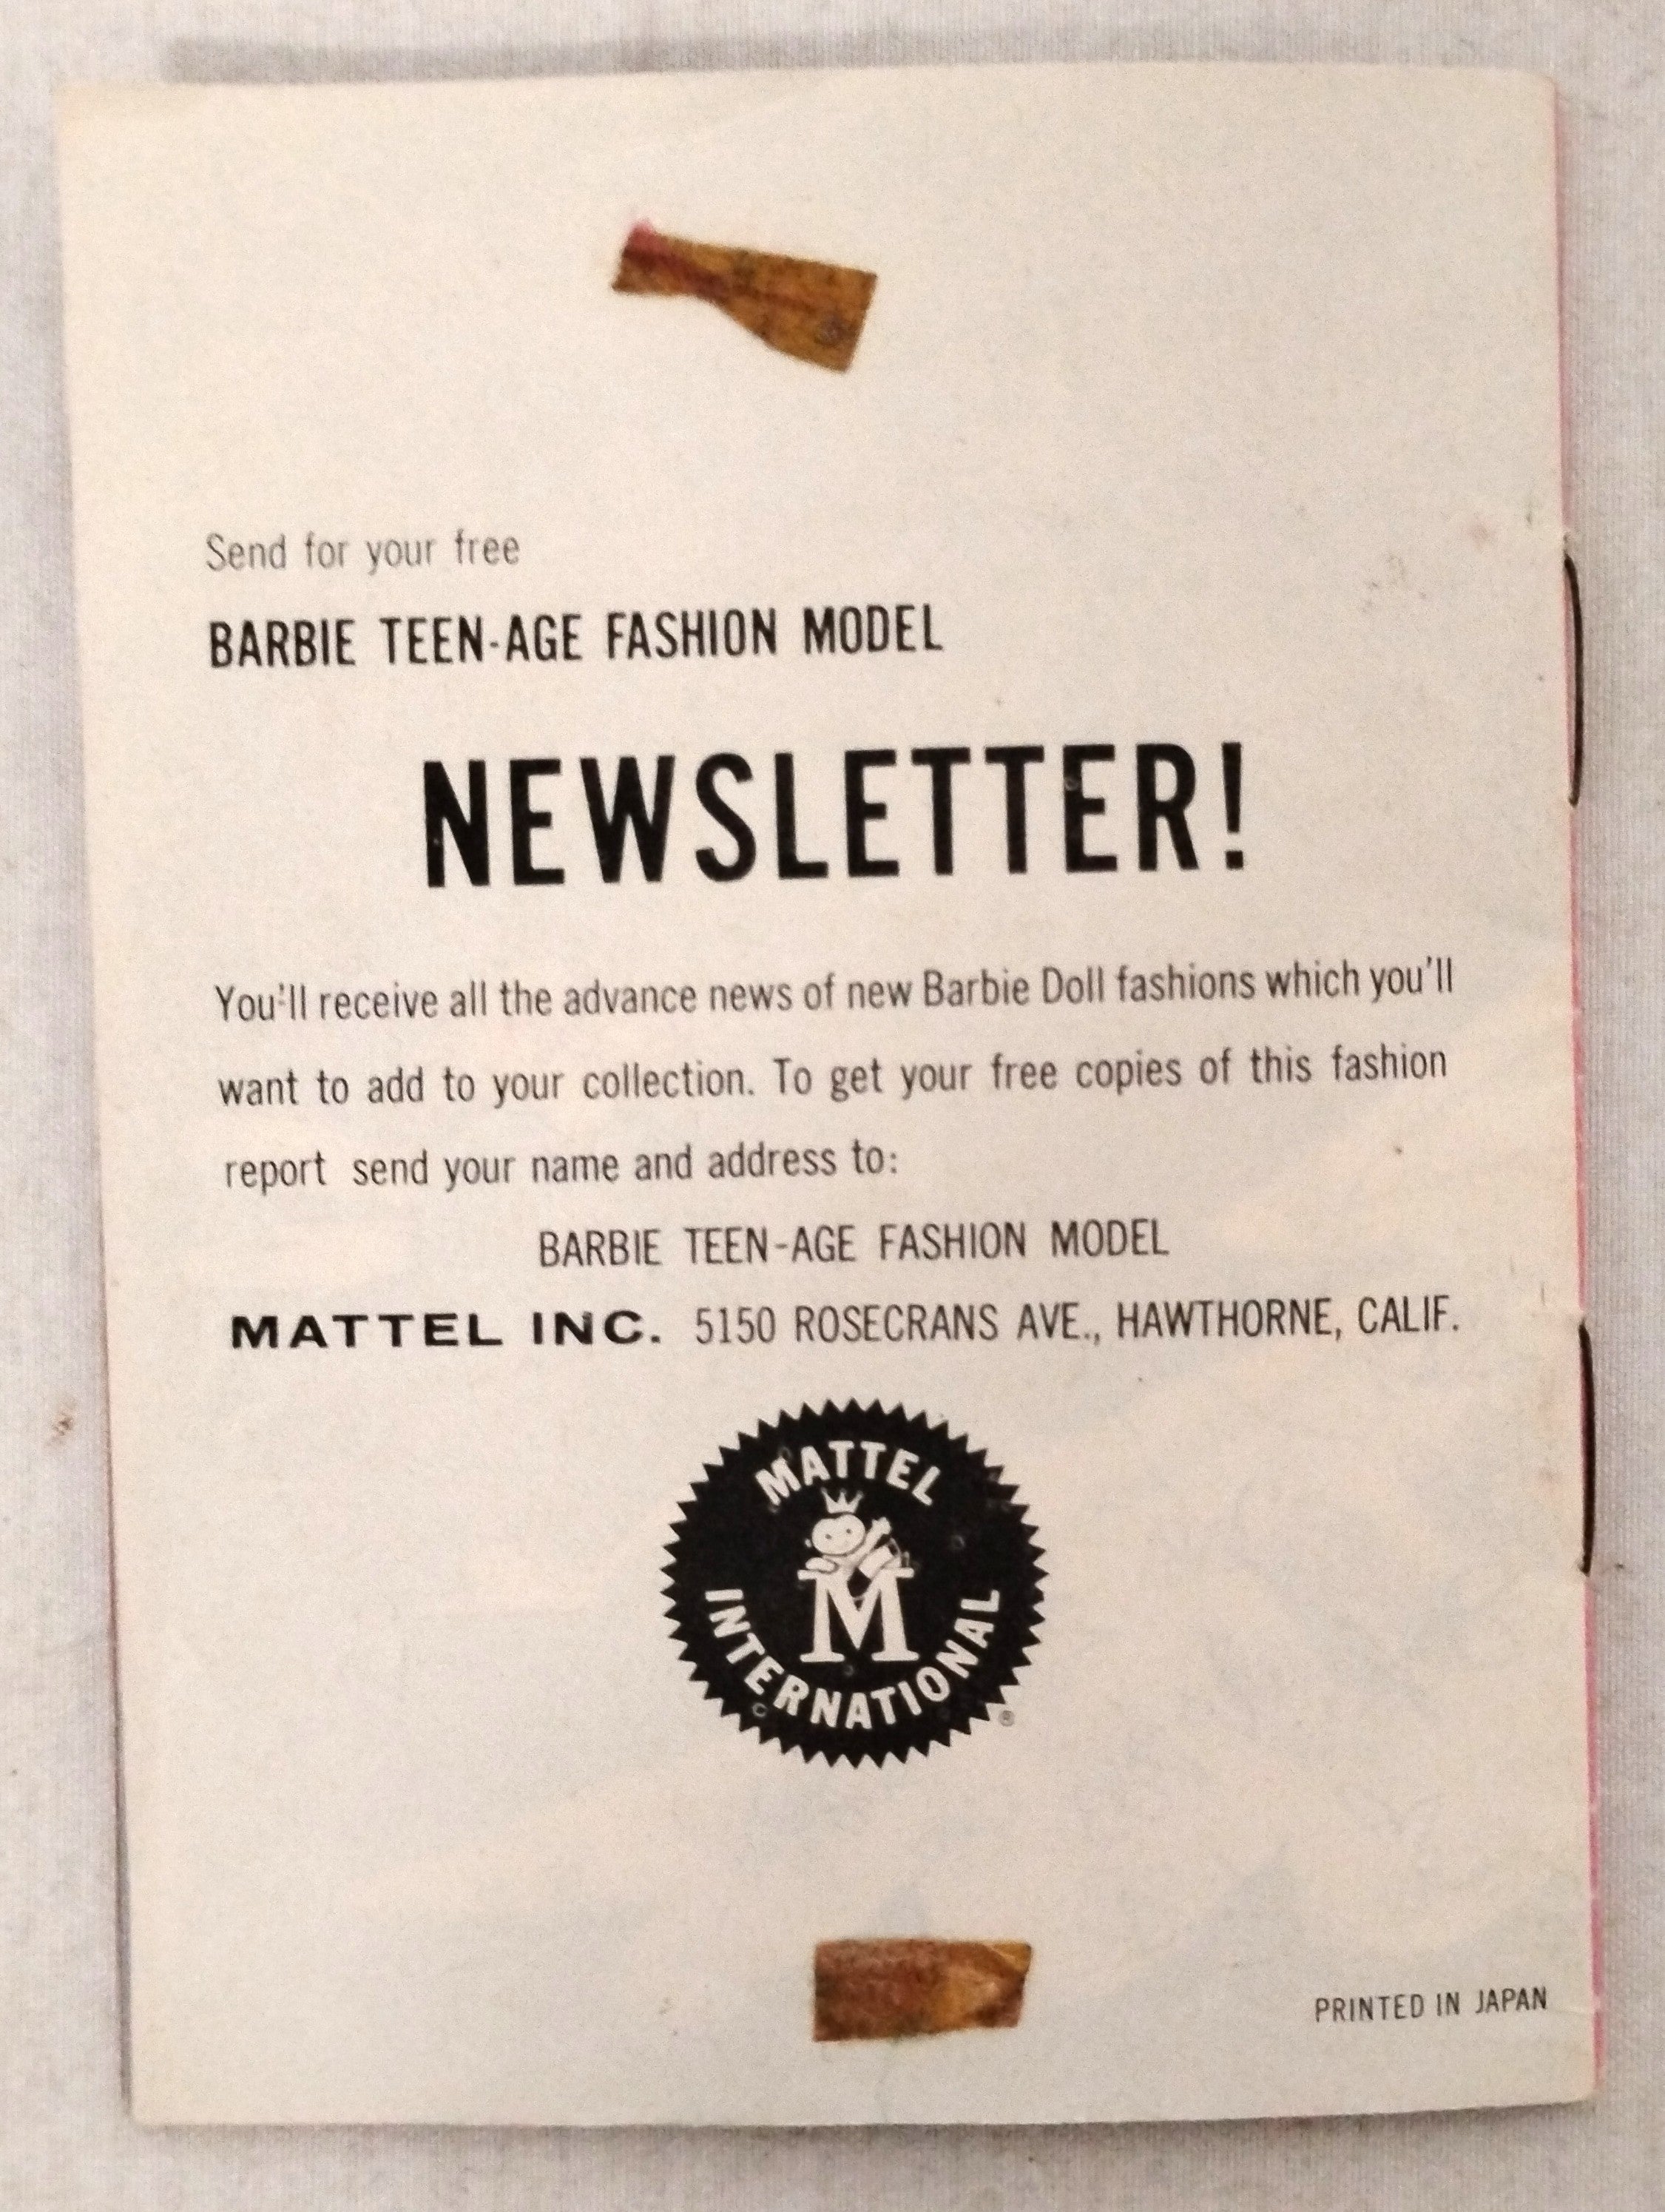 Send for your free
BARBIE TEEN-AGE FASHION MODEL
NEWSLETTER!
You'll receive all the advance news of new Barbie Doll fashions which you'll
want to add to your collection. To get your free copies of this fashion
report send your name and address to:
BARBIE TEEN-AGE FASHION MODEL
MATTEL INC. 5150 ROSECRANS AVE., HAWTHORNE, CALIF.
MATTEL
M
INTERNATIONAL
®
PRINTED IN JAPAN